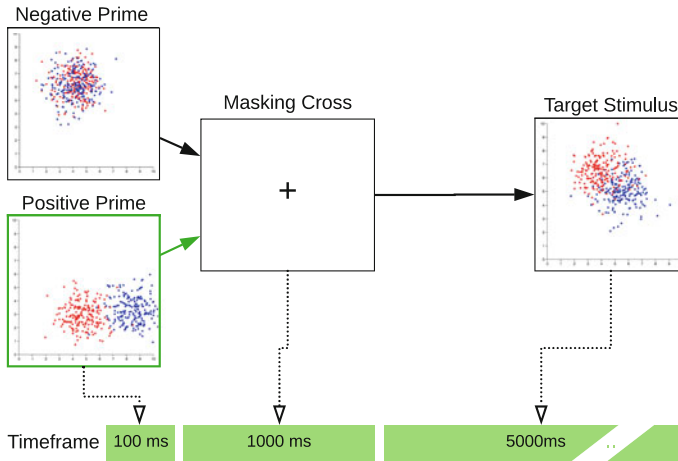 Negative Prime
Masking Cross
Target Stimulus
Positive Prime
Timeframe 100 ms 1000 ms 5000ms ..